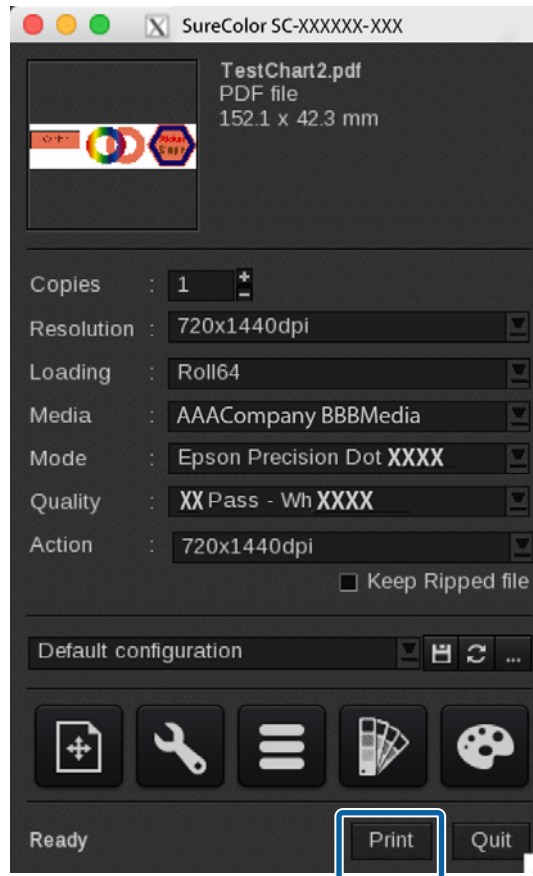 SureColor SC-XXXXXX-XXX
TestChart2.pdf
PDF file
152.1 x 42.3 mm
Copies : 1 + -
Resolution : 720x1440dpi
Loading : Roll64
Media : AAACompany BBBMedia
Mode : Epson Precision Dot XXXX
Quality : XX Pass - Wh XXXX
Action : 720x1440dpi
Keep Ripped file
Default configuration ...
Ready Print Quit